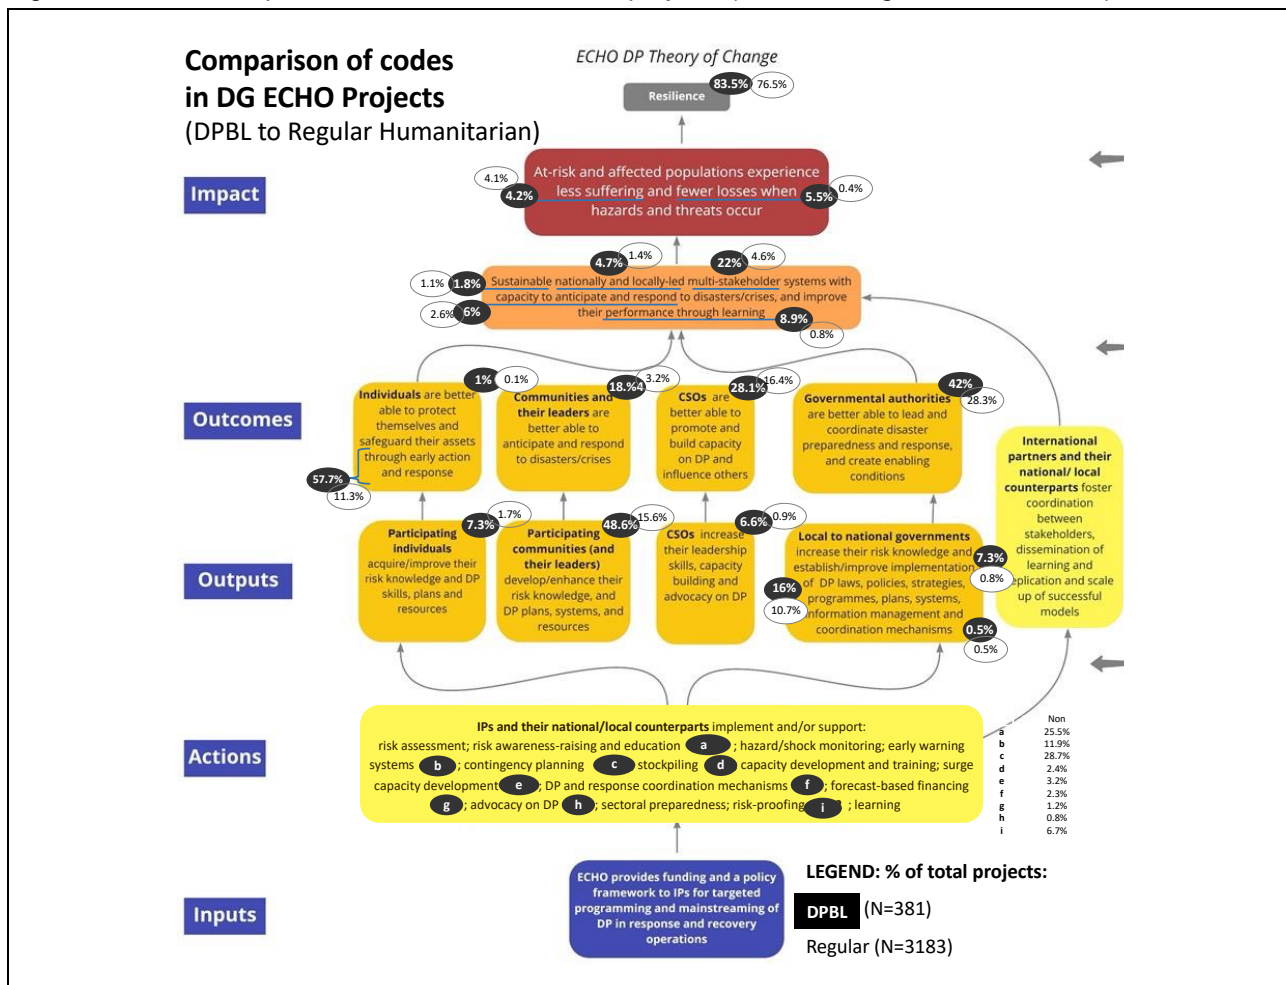 Comparison of codes
in DG ECHO Projects
(DPBL to Regular Humanitarian)
ECHO DP Theory of Change
Resilience
83.5%
76.5%
Impact
At-risk and affected populations experience
less suffering and fewer losses when
hazards and threats occur
4.1%
4.2%
5.5%
0.4%
4.7%
1.4%
22%
4.6%
1.1%
1.8%
Sustainable nationally and locally-led multi-stakeholder systems with
capacity to anticipate and respond to disasters/crises, and improve
their performance through learning
2.6%
6%
8.9%
0.8%
Outcomes
1%
0.1%
Individuals are better
able to protect
themselves and
safeguard their assets
through early action
and response
57.7%
11.3%
18.%4
3.2%
Communities and
their leaders are
better able to
anticipate and respond
to disasters/crises
28.1%
16.4%
CSOs are
better able to
promote and
build capacity
on DP and
influence others
42%
28.3%
Governmental authorities
are better able to lead and
coordinate disaster
preparedness and response,
and create enabling
conditions
International
partners and their
national/ local
counterparts foster
coordination
between
stakeholders,
dissemination of
learning and
eplication and scale
up of successful
models
Outputs
7.3%
1.7%
Participating
individuals
acquire/improve their
risk knowledge and DP
skills, plans and
resources
48.6%
15.6%
Participating
communities (and
their leaders)
develop/enhance their
risk knowledge, and
DP plans, systems, and
resources
6.6%
0.9%
CSOs increase
their leadership
skills, capacity
building and
advocacy on DP
Local to national governments
increase their risk knowledge and
establish/improve implementation
of DP laws, policies, strategies,
programmes, plans, systems,
information management and
coordination mechanisms
7.3%
0.8%
16%
10.7%
0.5%
0.5%
Actions
IPs and their national/local counterparts implement and/or support:
risk assessment; risk awareness-raising and education a ; hazard/shock monitoring; early warning
systems b ; contingency planning c stockpiling d capacity development and training; surge
capacity development e ; DP and response coordination mechanisms f ; forecast-based financing
g ; advocacy on DP h ; sectoral preparedness; risk-proofing i ; learning
Non
a 25.5%
b 11.9%
c 28.7%
d 2.4%
e 3.2%
f 2.3%
g 1.2%
h 0.8%
i 6.7%
Inputs
ECHO provides funding and a policy
framework to IPs for targeted
programming and mainstreaming of
DP in response and recovery
operations
LEGEND: % of total projects:
DPBL (N=381)
Regular (N=3183)